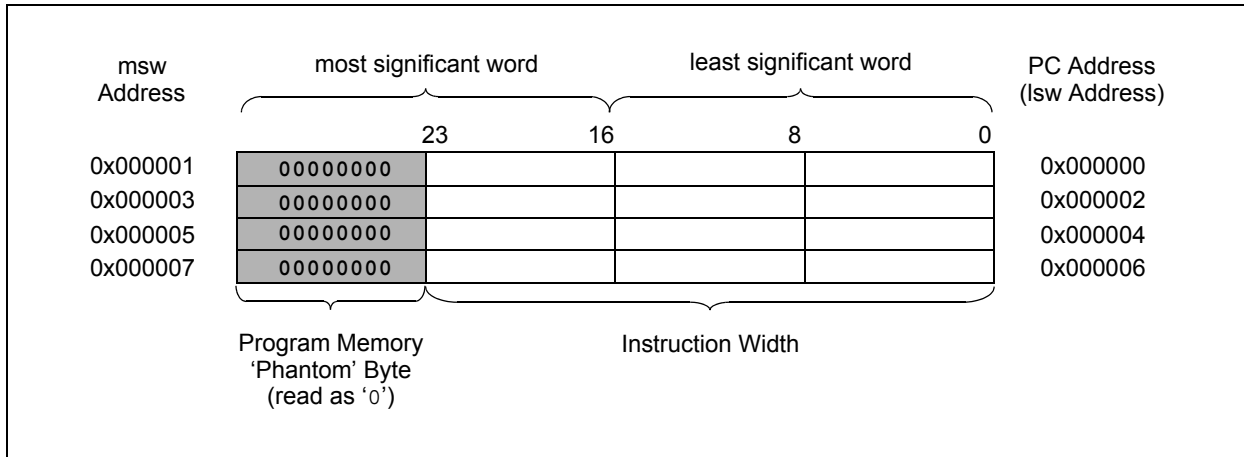 msw
Address
most significant word
least significant word
PC Address
(lsw Address)
23 16 8 0
0x000001 00000000 0x000000
0x000003 00000000 0x000002
0x000005 00000000 0x000004
0x000007 00000000 0x000006
Program Memory
‘Phantom’ Byte
(read as ‘0’)
Instruction Width